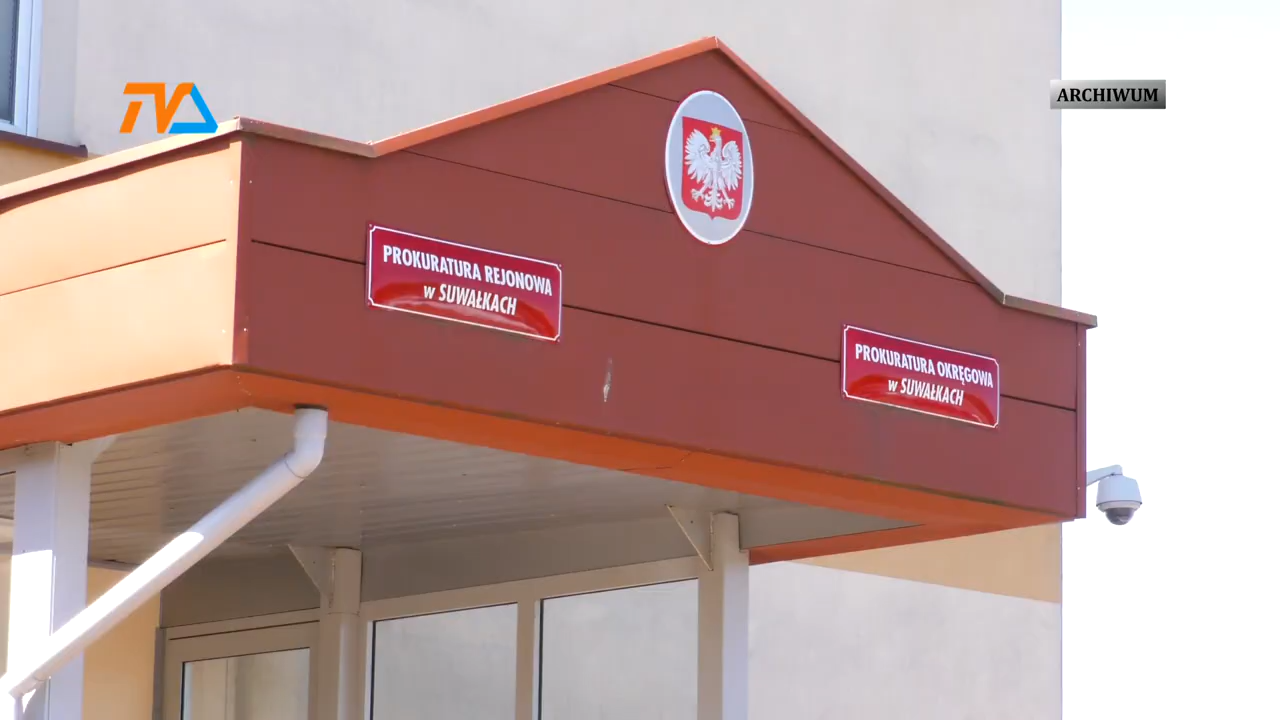 TVA
ARCHIWUM
PROKURATURA REJONOWA
w SUWAŁKACH
PROKURATURA OKRĘGOWA
w SUWAŁKACH